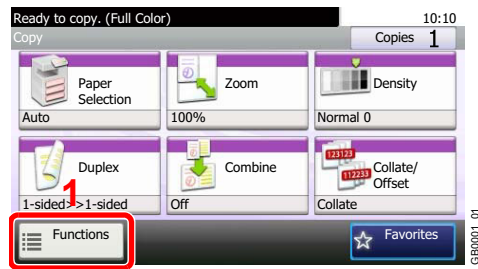 Ready to copy. (Full Color) 10:10
Copy Copies 1
Paper Selection
Auto
Zoom
100%
Density
Normal 0
Duplex
1-sided>>1-sided
Combine
Off
123123
112233
Collate/
Offset
Collate
1
Functions
Favorites
GB0001_01